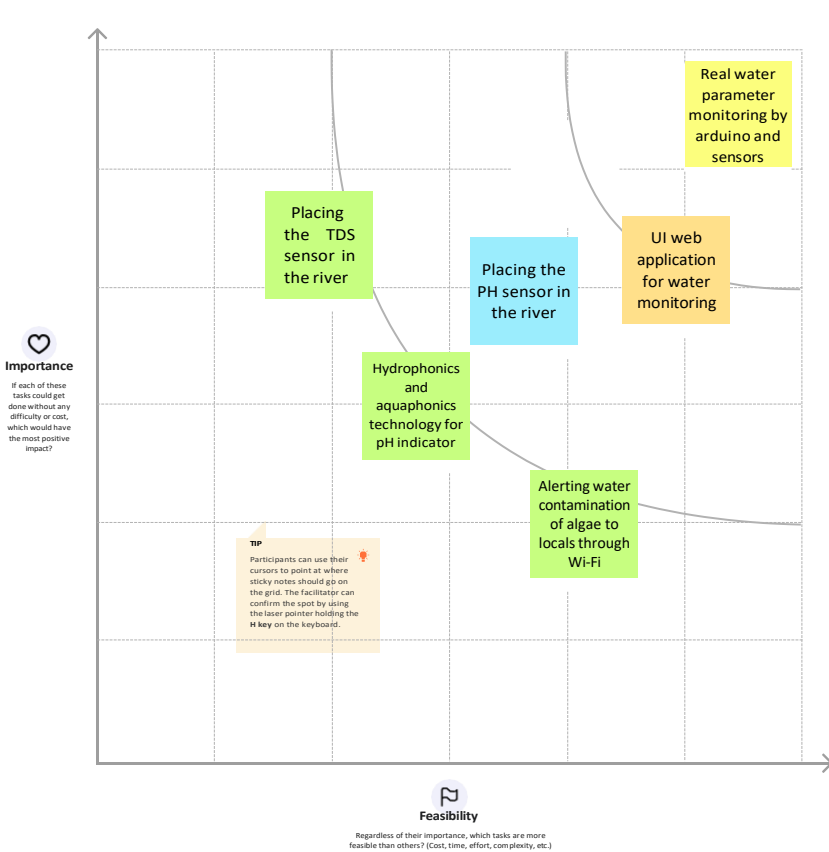 Real water
parameter
monitoring by
arduino and
sensors
Placing
the TDS
sensor in
the river
UI web
application
for water
monitoring
Placing the
PH sensor in
the river
Importance
If each of these
tasks could get
done without any
difficulty or cost,
which would have
the most positive
impact?
Hydrophonics
and
aquaphonics
technology for
pH indicator
Alerting water
contamination
of algae to
locals through
Wi-Fi
TIP
Participants can use their
cursors to point at where
sticky notes should go on
the grid. The facilitator can
confirm the spot by using
the laser pointer holding the
H key on the keyboard.
Feasibility
Regardless of their importance, which tasks are more
feasible than others? (Cost, time, effort, complexity, etc.)